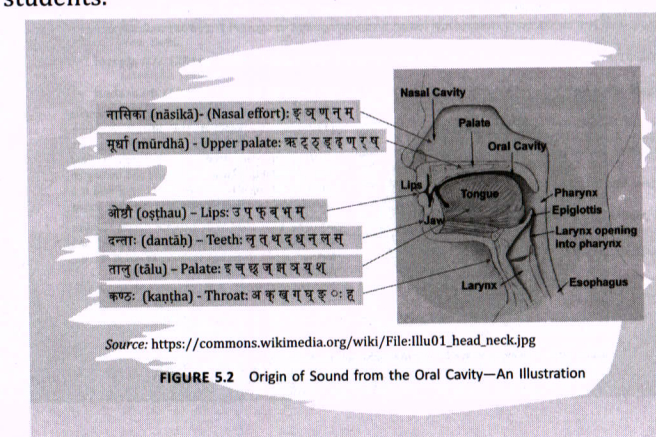 students.
नासिका (nāsikā)- (Nasal effort): ङ् ञ् ण् न् म्
मूर्धा (mūrdhā) - Upper palate: ऋ ट् ठ् ड् ढ् ण् र् ष्
ओष्ठौ (oṣṭhau) – Lips: उ प् फ् ब् भ् म्
दन्ताः (dantāḥ) – Teeth: लृ त् थ् द् ध् न् ल् स्
तालु (tālu) – Palate: इ च् छ् ज् झ् ञ् य् श्
कण्ठः (kaṇṭha) - Throat: अ क् ख् ग् घ् ङ् ः ह्
Nasal Cavity
Palate
Oral Cavity
Lips
Tongue
Pharynx
Epiglottis
Jaw
Larynx opening
into pharynx
Larynx
Esophagus
Source: https://commons.wikimedia.org/wiki/File:Illu01_head_neck.jpg
FIGURE 5.2 Origin of Sound from the Oral Cavity—An Illustration